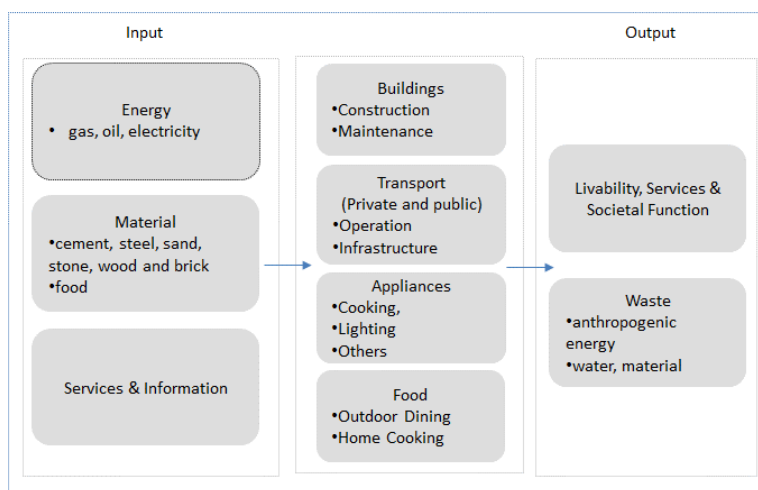 Input
Energy
• gas, oil, electricity
Material
•cement, steel, sand,
stone, wood and brick
•food
Services & Information
Buildings
•Construction
•Maintenance
Transport
(Private and public)
•Operation
•Infrastructure
Appliances
•Cooking,
•Lighting
•Others
Food
•Outdoor Dining
•Home Cooking
Output
Livability, Services &
Societal Function
Waste
•anthropogenic
energy
•water, material